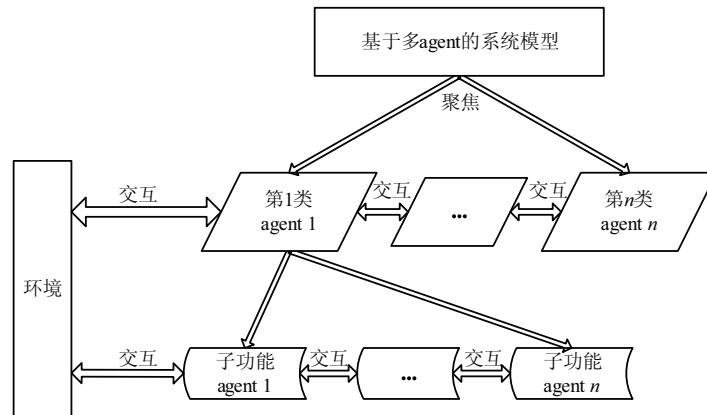 基于多agent的系统模型
聚焦
交互
第1类
agent 1
交互
...
交互
第n类
agent n
环境
交互
子功能
agent 1
交互
...
交互
子功能
agent n